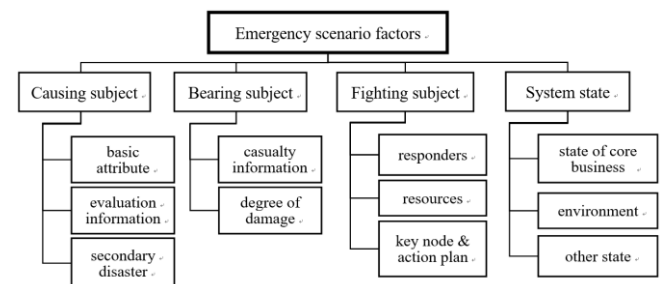 Emergency scenario factors
Causing subject
Bearing subject
Fighting subject
System state
basic
attribute
evaluation
information
secondary
disaster
casualty
information
degree of
damage
responders
resources
key node &
action plan
state of core
business
environment
other state